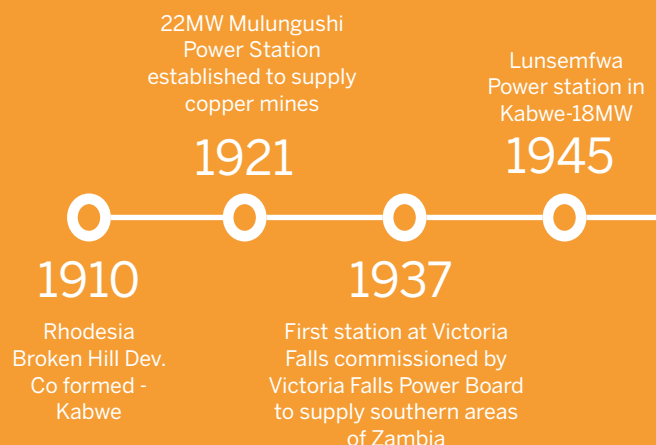 22MW Mulungushi
Power Station
established to supply
copper mines
1921
Lunsemfwa
Power station in
Kabwe-18MW
1945
1910
Rhodesia
Broken Hill Dev.
Co formed -
Kabwe
1937
First station at Victoria
Falls commissioned by
Victoria Falls Power Board
to supply southern areas
of Zambia